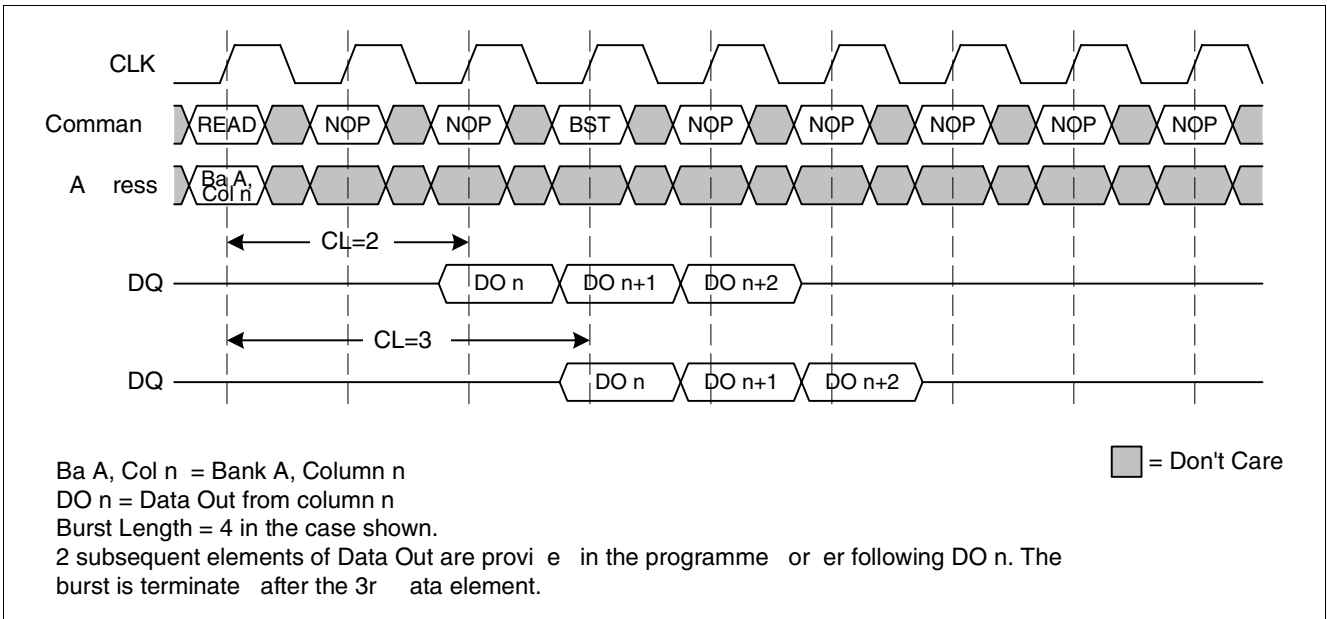 CLK
Comman
READ NOP NOP BST NOP NOP NOP NOP NOP
A ress
Ba A,
Col n
CL=2
DQ
DO n DO n+1 DO n+2
CL=3
DQ
DO n DO n+1 DO n+2
Ba A, Col n = Bank A, Column n
= Don't Care
DO n = Data Out from column n
Burst Length = 4 in the case shown.
2 subsequent elements of Data Out are provi e in the programme or er following DO n. The
burst is terminate after the 3r ata element.